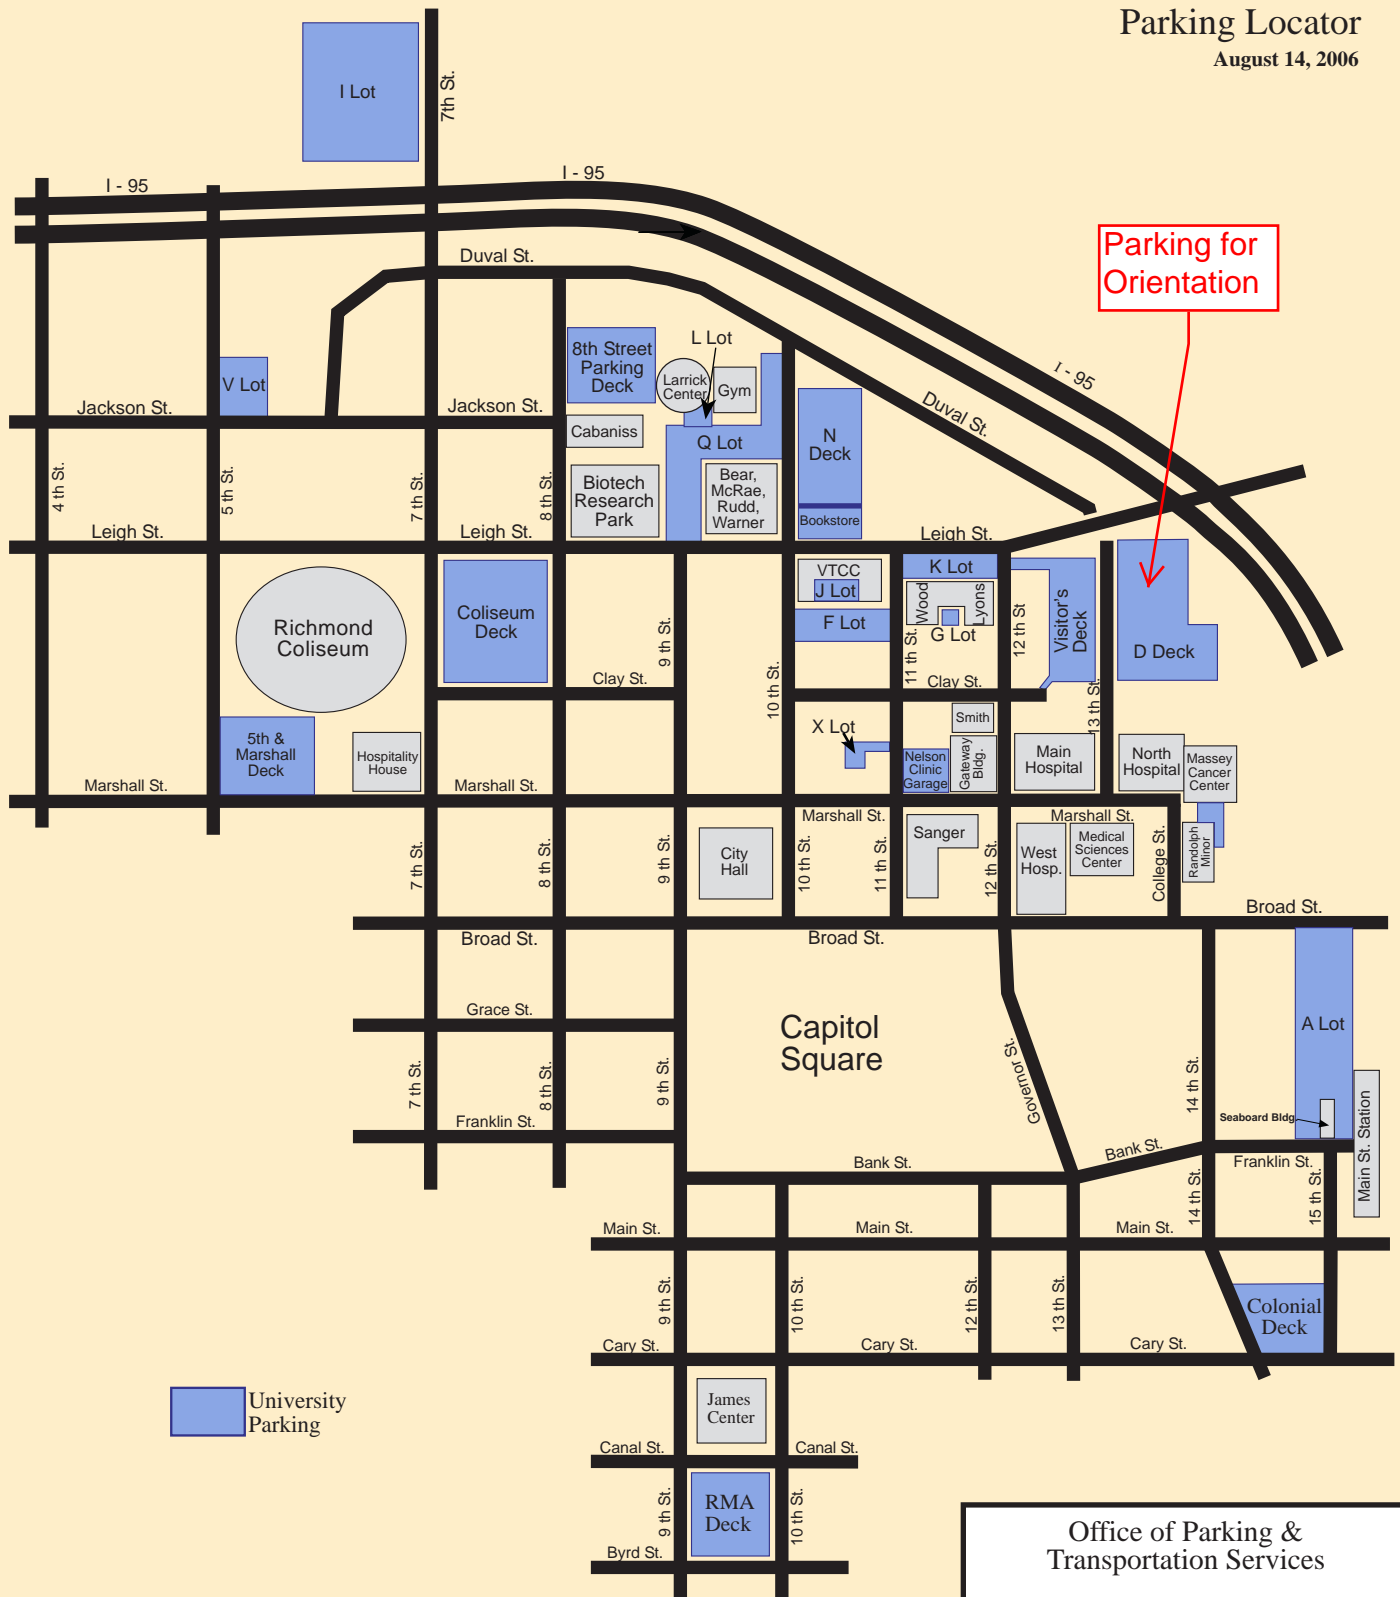 Parking Locator
August 14, 2006
I Lot
7th St.
I - 95
I - 95
Parking for
Orientation
Duval St.
L Lot
8th Street
Parking
Deck
Larrick
Center
Gym
I - 95
V Lot
Jackson St.
Jackson St.
Duval St.
Cabaniss
Q Lot
N
Deck
4 th St.
5 th St.
7 th St.
8 th St.
Biotech
Research
Park
Bear,
McRae,
Rudd,
Warner
Bookstore
Leigh St.
Leigh St.
Leigh St.
VTCC
J Lot
K Lot
Wood
Lyons
G Lot
F Lot
12 th St
Visitor's
Deck
D Deck
Richmond
Coliseum
Coliseum
Deck
9 th St.
10 th St.
11 th St.
Clay St.
Clay St.
13 th St.
X Lot
Smith
5th &
Marshall
Deck
Hospitality
House
Nelson
Clinic
Garage
Gateway
Bldg.
Main
Hospital
North
Hospital
Massey
Cancer
Center
Marshall St.
Marshall St.
Marshall St.
Marshall St.
7 th St.
8 th St.
9 th St.
City
Hall
10 th St.
11 th St.
Sanger
12 th St.
West
Hosp.
Medical
Sciences
Center
College St.
Randolph
Minor
Broad St.
Broad St.
Broad St.
Grace St.
Capitol
Square
A Lot
7 th St.
8 th St.
9 th St.
Governor St.
14 th St.
Seaboard Bldg.
Main St. Station
Franklin St.
Bank St.
Bank St.
Franklin St.
14 th St.
15 th St.
Main St.
Main St.
Main St.
9 th St.
10 th St.
12 th St.
13 th St.
Colonial
Deck
Cary St.
Cary St.
Cary St.
University
Parking
James
Center
Canal St.
Canal St.
9 th St.
RMA
Deck
10 th St.
Byrd St.
Office of Parking &
Transportation Services